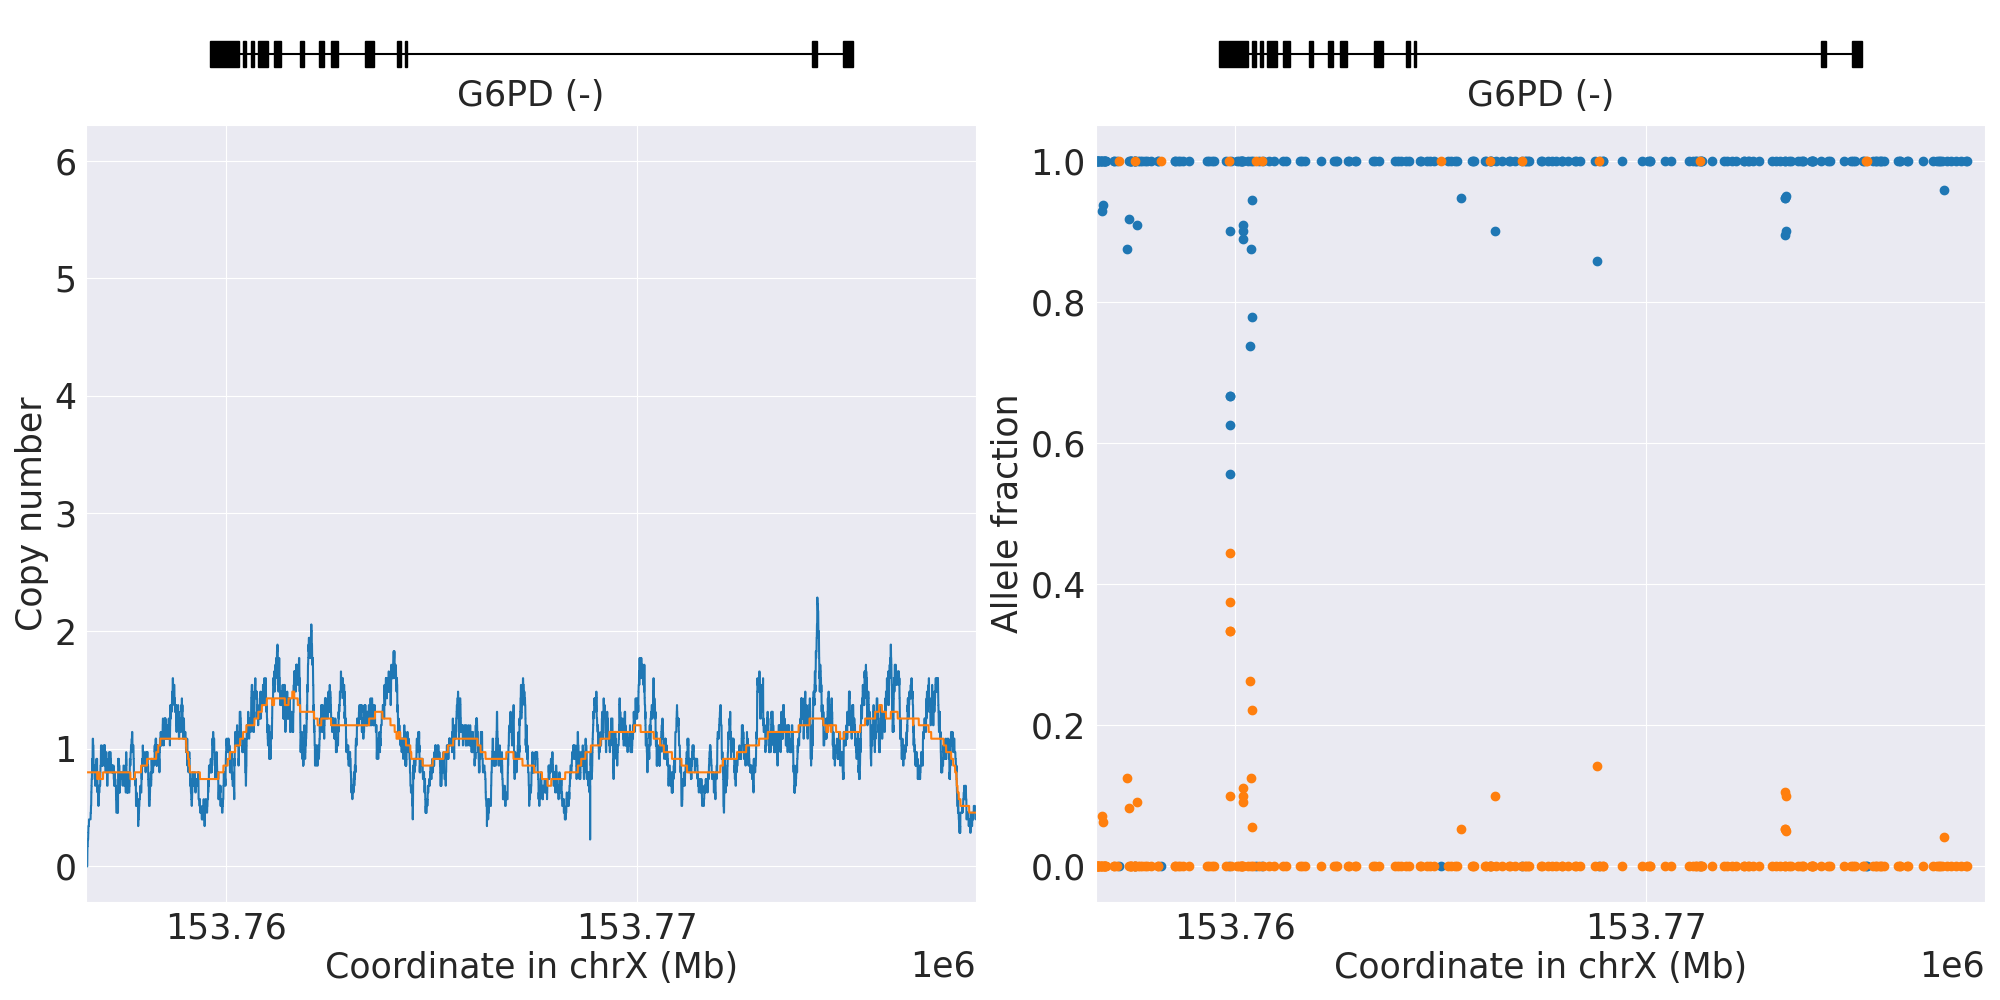 G6PD (-)
G6PD (-)
Copy number
6
5
4
3
2
1
0
153.76
153.77
Coordinate in chrX (Mb)
1e6
Allele fraction
1.0
0.8
0.6
0.4
0.2
0.0
153.76
153.77
Coordinate in chrX (Mb)
1e6